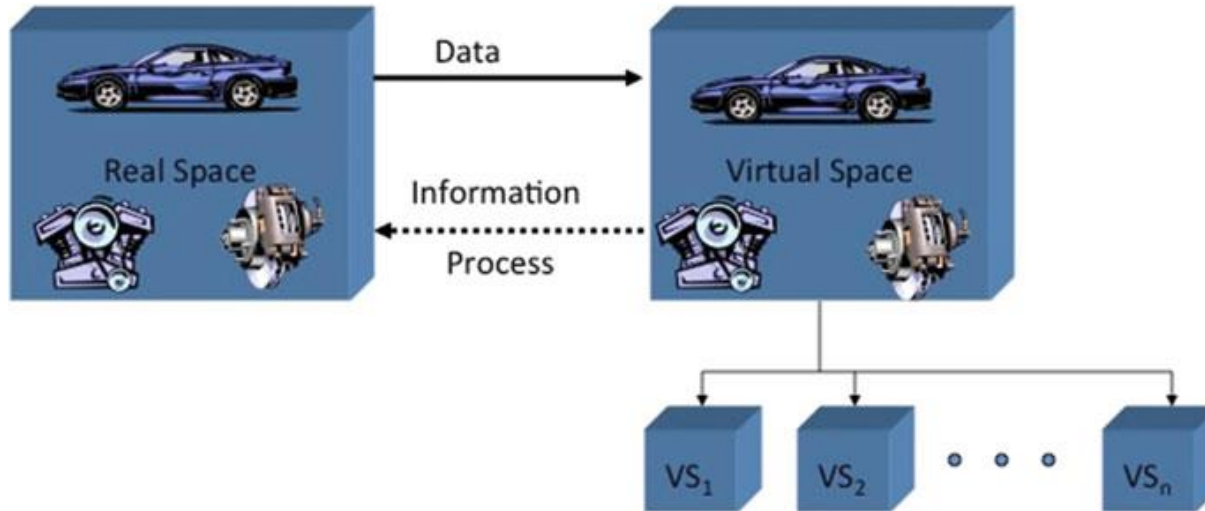 Data
Real Space
Virtual Space
Information
Process
VS₁
VS₂
VSₙ